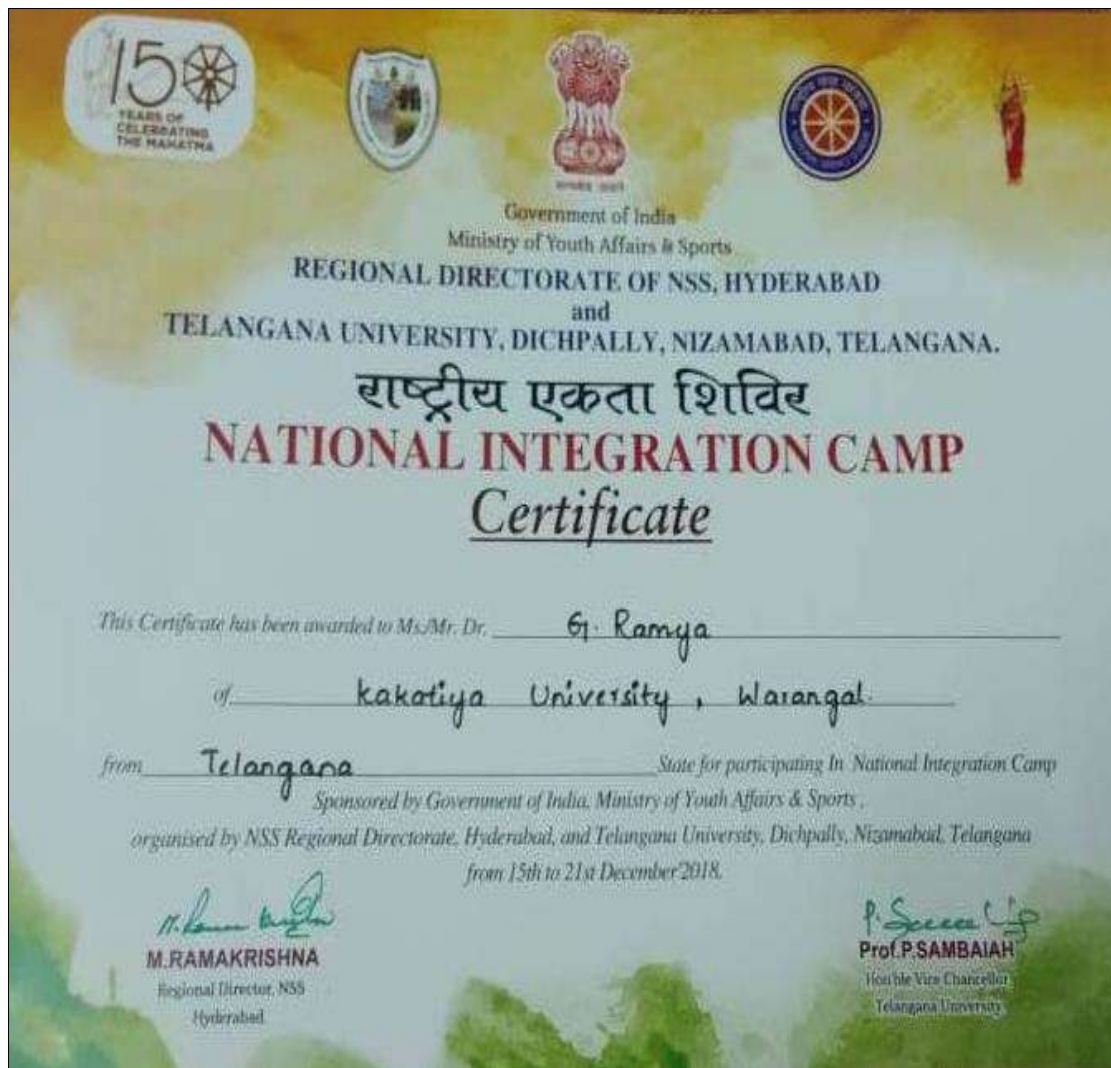 150
YEARS OF
CELEBRATING
THE MAHATMA
Government of India
Ministry of Youth Affairs & Sports
REGIONAL DIRECTORATE OF NSS, HYDERABAD
and
TELANGANA UNIVERSITY, DICHPALLY, NIZAMABAD, TELANGANA.
राष्ट्रीय एकता शिविर
NATIONAL INTEGRATION CAMP
Certificate
This Certificate has been awarded to Ms./Mr. Dr. G. Ramya
of kakatiya University, Warangal.
from Telangana State for participating In National Integration Camp
Sponsored by Government of India, Ministry of Youth Affairs & Sports,
organised by NSS Regional Directorate, Hyderabad, and Telangana University, Dichpally, Nizamabad, Telangana
from 15th to 21st December'2018.
M.RAMAKRISHNA
Regional Director, NSS
Hyderabad
Prof.P.SAMBAIAH
Hon'ble Vice Chancellor
Telangana University